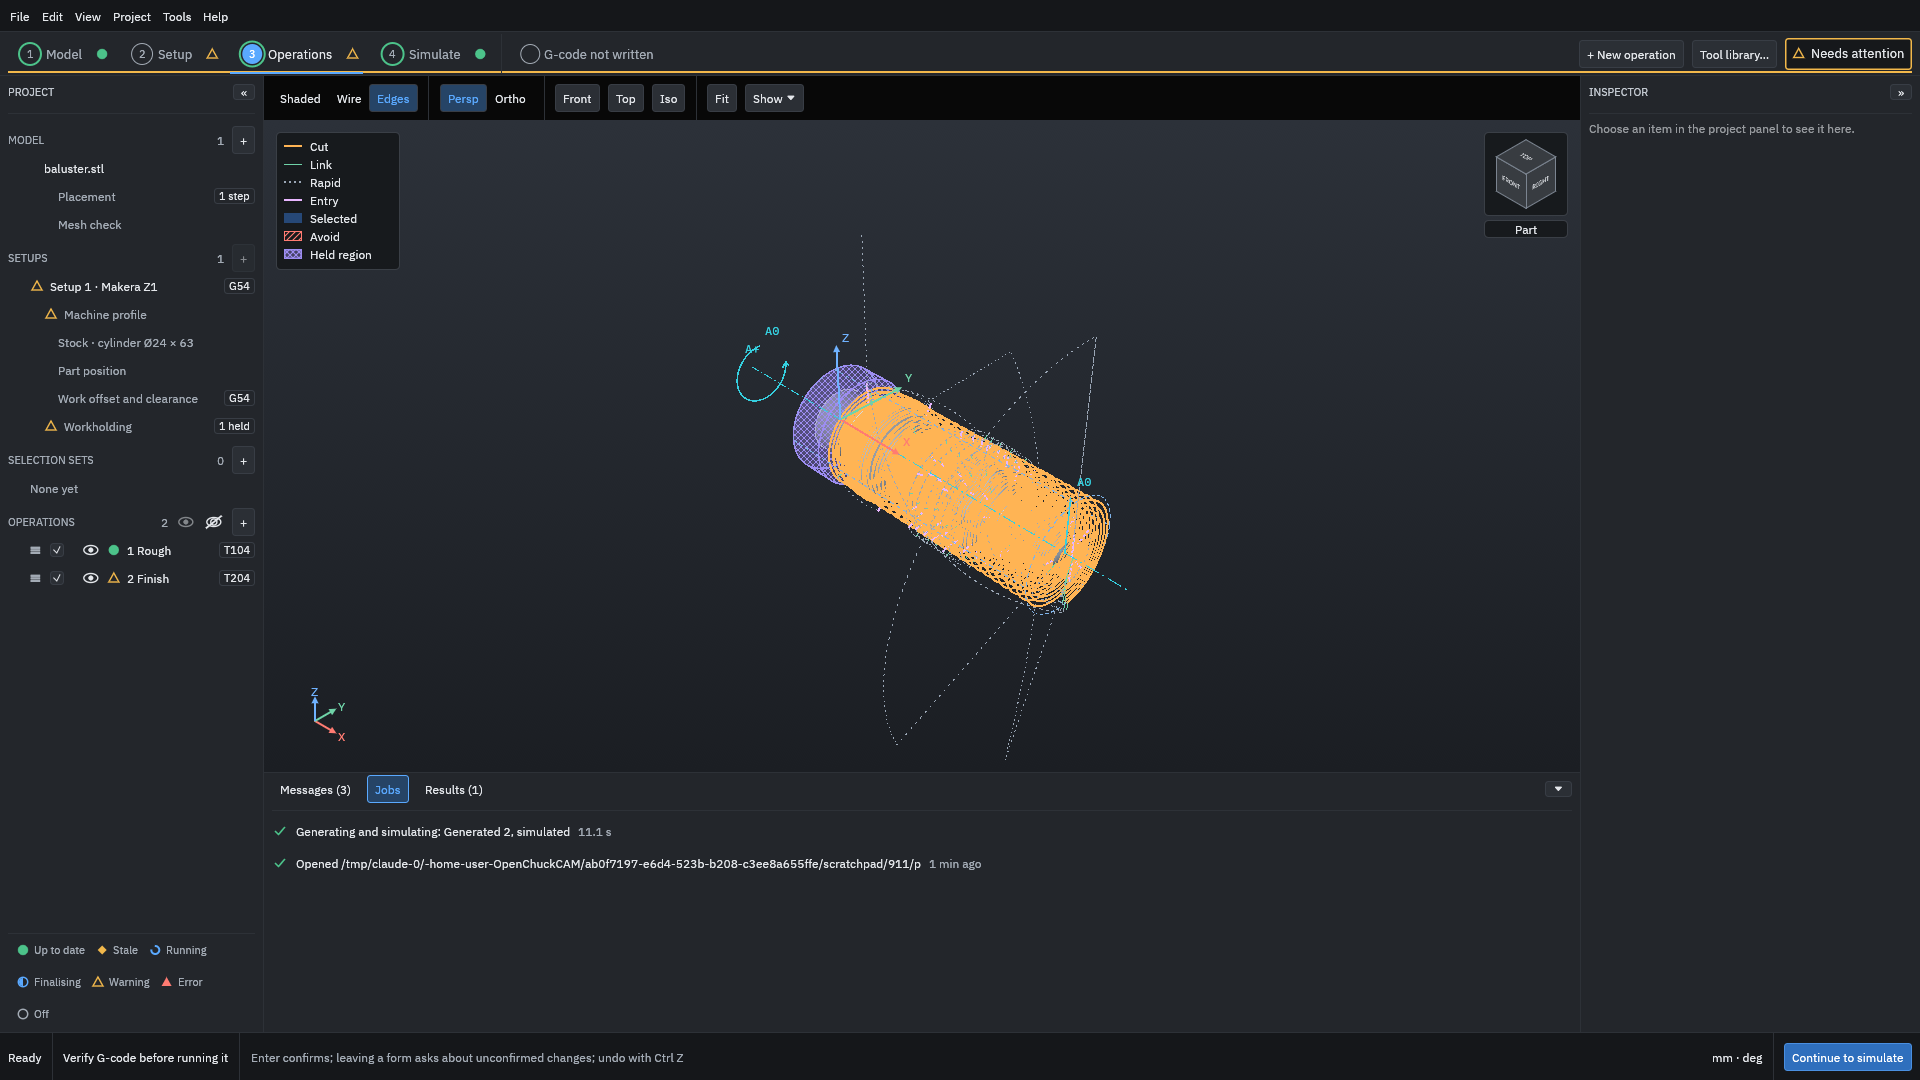 File Edit View Project Tools Help
1 Model 2 Setup 3 Operations 4 Simulate G-code not written + New operation Tool library... Needs attention
PROJECT «
Shaded Wire Edges Persp Ortho Front Top Iso Fit Show
INSPECTOR »
Choose an item in the project panel to see it here.
MODEL 1 +
baluster.stl
Placement 1 step
Mesh check
SETUPS 1 +
Setup 1 · Makera Z1 G54
Machine profile
Stock · cylinder Ø24 × 63
Part position
Work offset and clearance G54
Workholding 1 held
SELECTION SETS 0 +
None yet
OPERATIONS 2 +
1 Rough T104
2 Finish T204
Cut
Link
Rapid
Entry
Selected
Avoid
Held region
TOP
FRONT RIGHT
Part
A0
A+
Z
Y
X
A0
Z
Y
X
Messages (3) Jobs Results (1)
Generating and simulating: Generated 2, simulated 11.1 s
Opened /tmp/claude-0/-home-user-OpenChuckCAM/ab0f7197-e6d4-523b-b208-c3ee8a655ffe/scratchpad/911/p 1 min ago
Up to date Stale Running
Finalising Warning Error
Off
Ready Verify G-code before running it Enter confirms; leaving a form asks about unconfirmed changes; undo with Ctrl Z mm · deg Continue to simulate